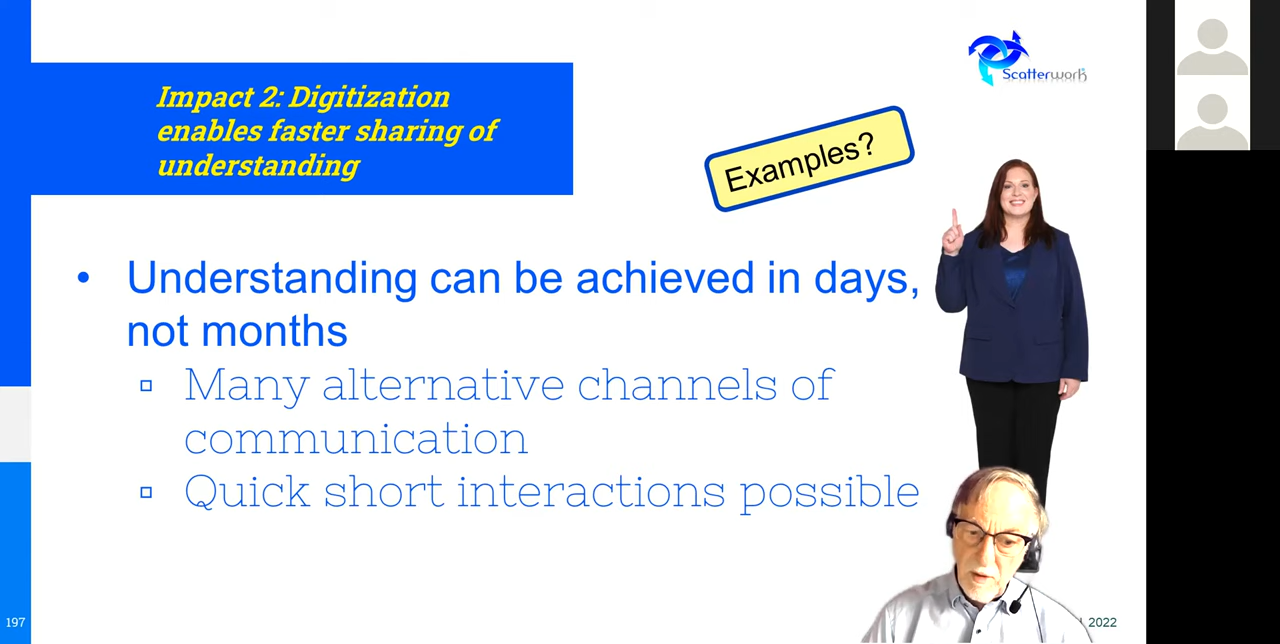 Impact 2: Digitization
enables faster sharing of
understanding
Scatterwork
Examples?
• Understanding can be achieved in days,
not months
▫ Many alternative channels of
communication
▫ Quick short interactions possible
197
2022